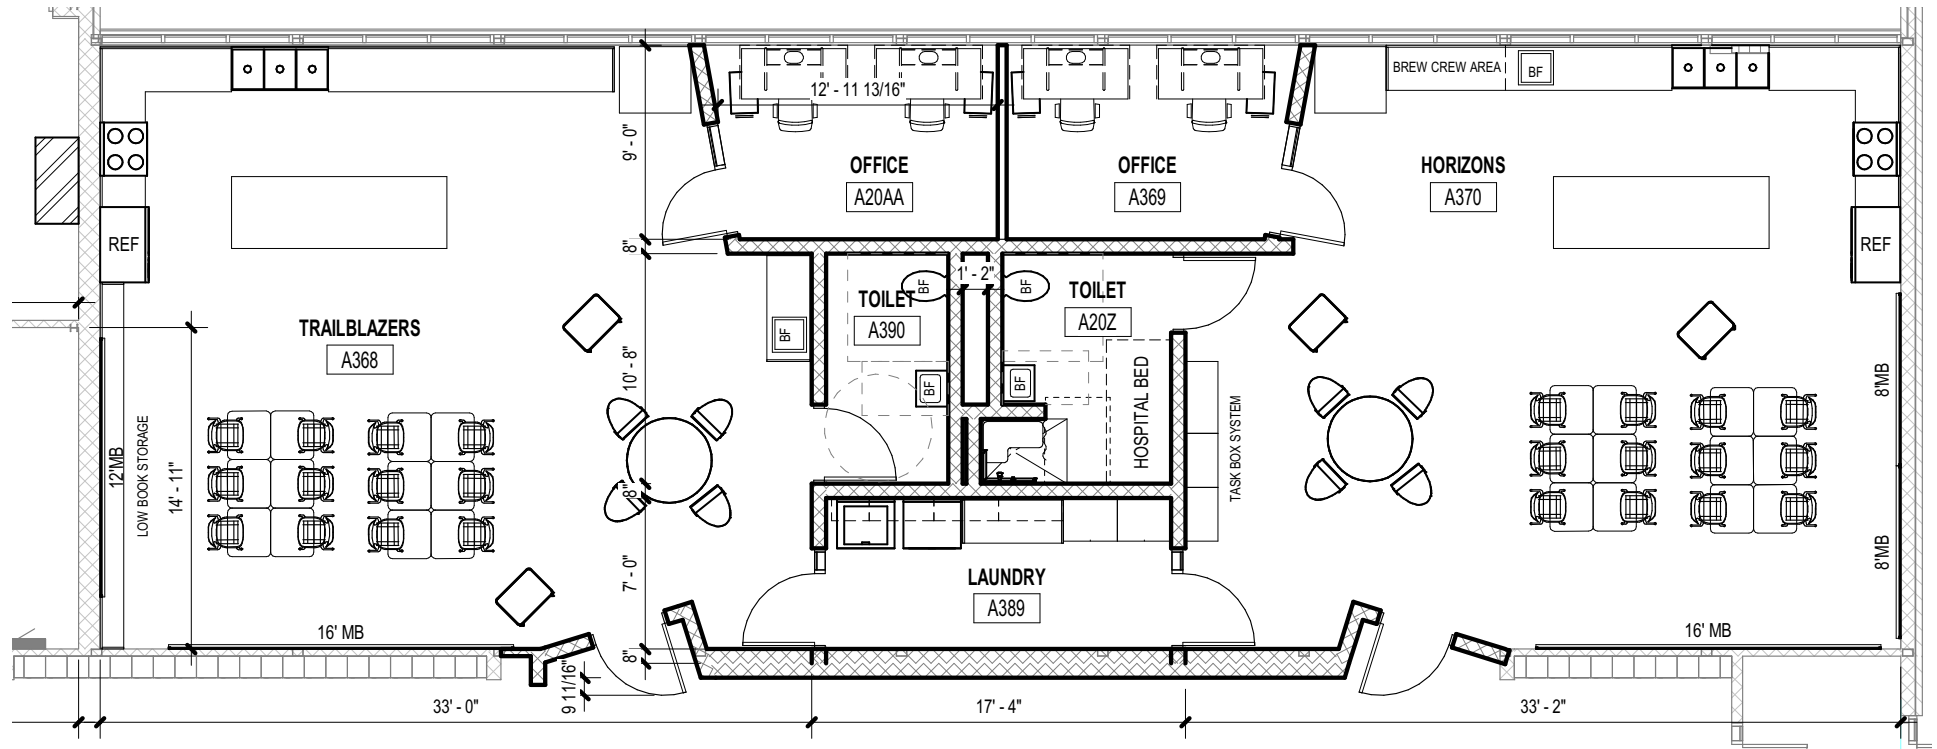 BREW CREW AREA
BF
12' - 11 13/16"
9' - 0"
OFFICE
A20AA
OFFICE
A369
HORIZONS
A370
REF
8"
REF
1' - 2"
BF
BF
TOILET
A390
TOILET
A20Z
TRAILBLAZERS
A368
BF
10' - 8"
BF
BF
HOSPITAL BED
TASK BOX SYSTEM
8'MB
12'MB
LOW BOOK STORAGE
14' - 11"
8"
8'MB
7' - 0"
LAUNDRY
A389
16' MB
16' MB
8"
9 11/16"
33' - 0"
17' - 4"
33' - 2"